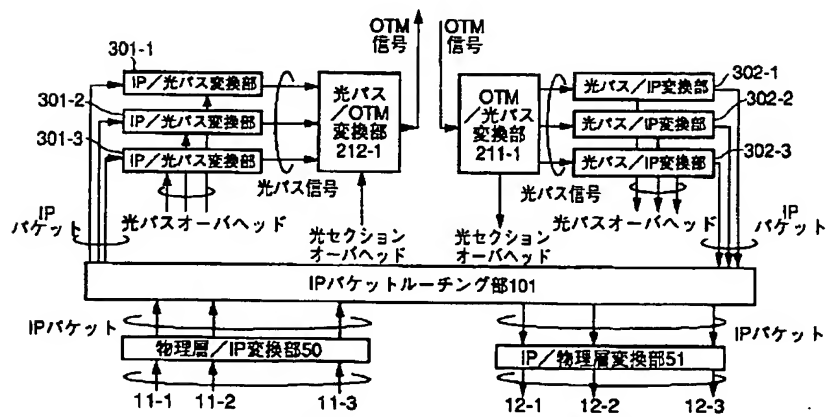 301-1
OTM
信号
OTM
信号
IP/光パス変換部
301-2
IP/光パス変換部
301-3
IP/光パス変換部
光パス
/OTM
変換部
212-1
OTM
/光パス
変換部
211-1
光パス/IP変換部
302-1
光パス/IP変換部
302-2
光パス/IP変換部
302-3
光パス信号
光パス信号
IP
パケット
光パスオーバヘッド
光セクション
オーバヘッド
光セクション
オーバヘッド
光パスオーバヘッド
IP
パケット
IPパケットルーチング部101
IPパケット
IPパケット
物理層/IP変換部50
IP/物理層変換部51
11-1
11-2
11-3
12-1
12-2
12-3